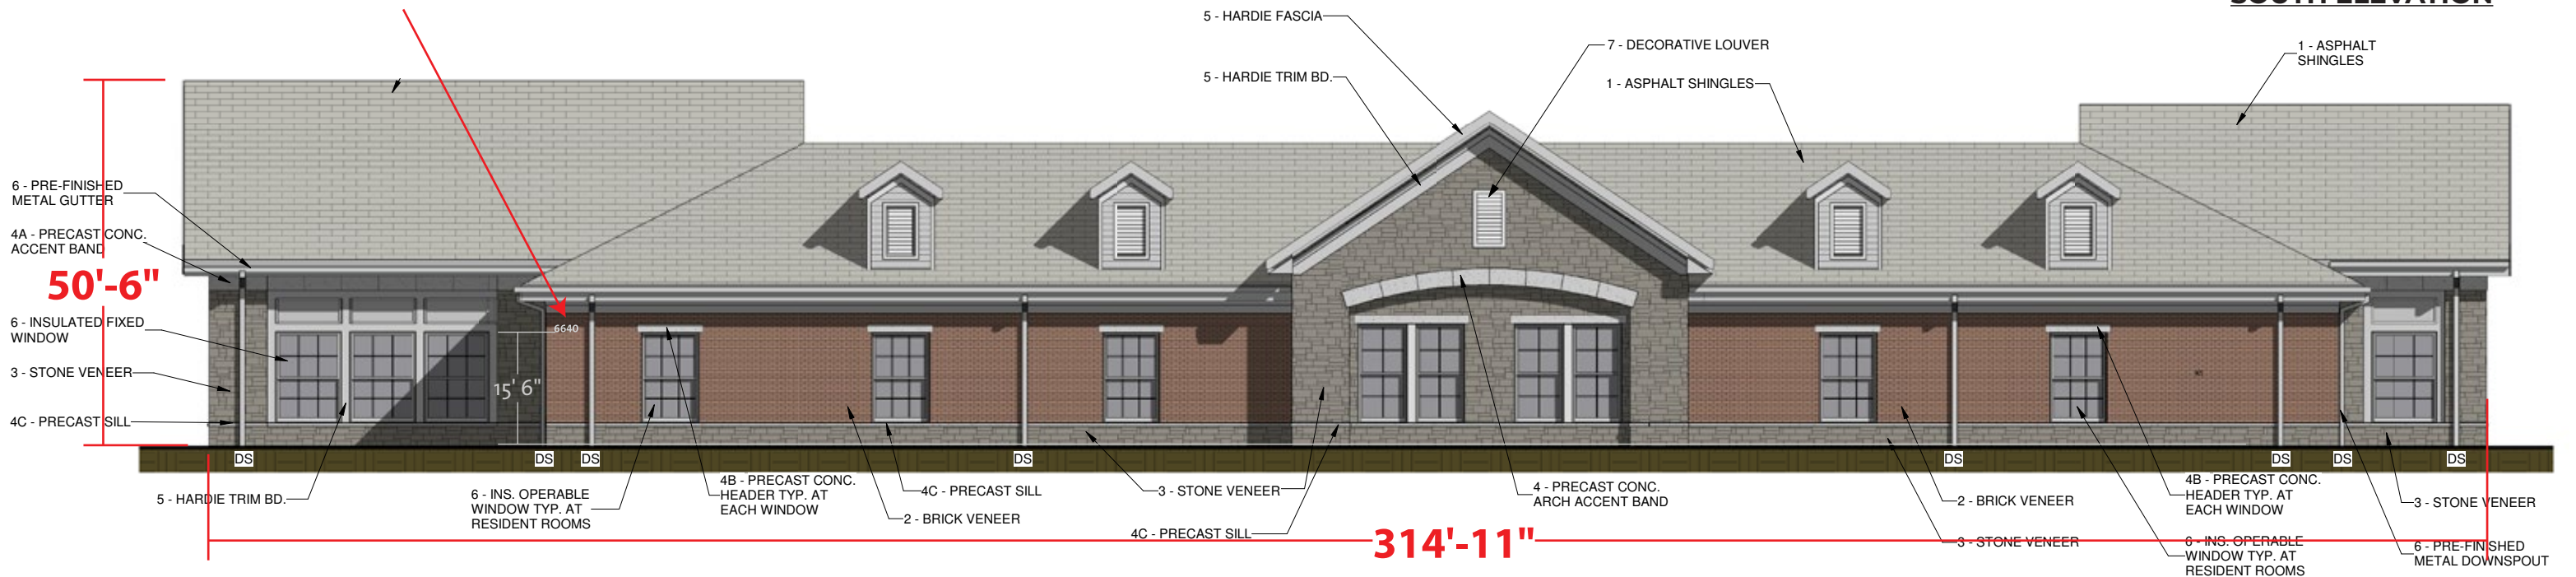 SOUTH ELEVATION
5 - HARDIE FASCIA
7 - DECORATIVE LOUVER
1 - ASPHALT
SHINGLES
5 - HARDIE TRIM BD.
1 - ASPHALT SHINGLES
6 - PRE-FINISHED
METAL GUTTER
4A - PRECAST CONC.
ACCENT BAND
50'-6"
6 - INSULATED FIXED
WINDOW
6640
3 - STONE VENEER
15' 6"
4C - PRECAST SILL
DS
DS
DS
DS
DS
DS
DS
DS
5 - HARDIE TRIM BD.
6 - INS. OPERABLE
WINDOW TYP. AT
RESIDENT ROOMS
4B - PRECAST CONC.
HEADER TYP. AT
EACH WINDOW
4C - PRECAST SILL
2 - BRICK VENEER
3 - STONE VENEER
4C - PRECAST SILL
4 - PRECAST CONC.
ARCH ACCENT BAND
314'-11"
2 - BRICK VENEER
3 - STONE VENEER
4B - PRECAST CONC.
HEADER TYP. AT
EACH WINDOW
6 - INS. OPERABLE
WINDOW TYP. AT
RESIDENT ROOMS
3 - STONE VENEER
6 - PRE-FINISHED
METAL DOWNSPOUT